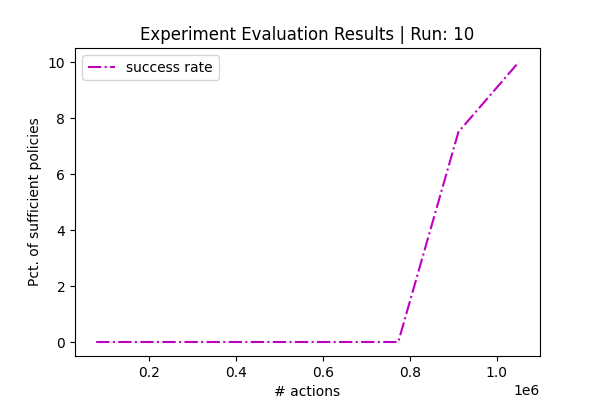 Experiment Evaluation Results | Run: 10
success rate
Pct. of sufficient policies
10
8
6
4
2
0
0.2 0.4 0.6 0.8 1.0
1e6
# actions